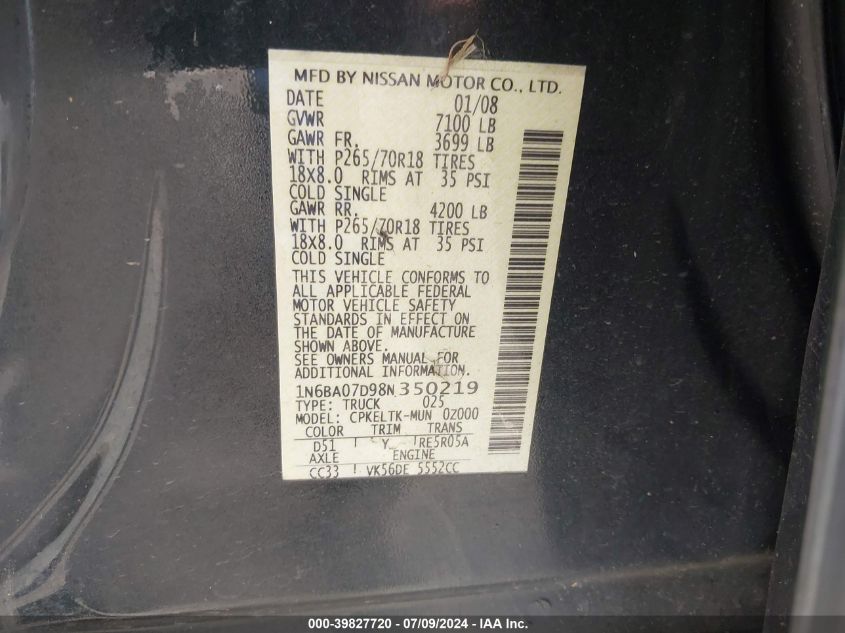 MFD BY NISSAN MOTOR CO., LTD.
DATE 01/08
GVWR 7100 LB
GAWR FR. 3699 LB
WITH P265/70R18 TIRES
18X8.0 RIMS AT 35 PSI
COLD SINGLE
GAWR RR. 4200 LB
WITH P265/70R18 TIRES
18X8.0 RIMS AT 35 PSI
COLD SINGLE
THIS VEHICLE CONFORMS TO
ALL APPLICABLE FEDERAL
MOTOR VEHICLE SAFETY
STANDARDS IN EFFECT ON
THE DATE OF MANUFACTURE
SHOWN ABOVE.
SEE OWNERS MANUAL FOR
ADDITIONAL INFORMATION.
1N6BA07D98N350219
TYPE: TRUCK 025
MODEL: CPKELTK-MUN 02000
COLOR TRIM TRANS
D51 Y RE5R05A
AXLE ENGINE
CC33 VK56DE 5552CC
000-39827720 / 07/09/2024 - IAA Inc.